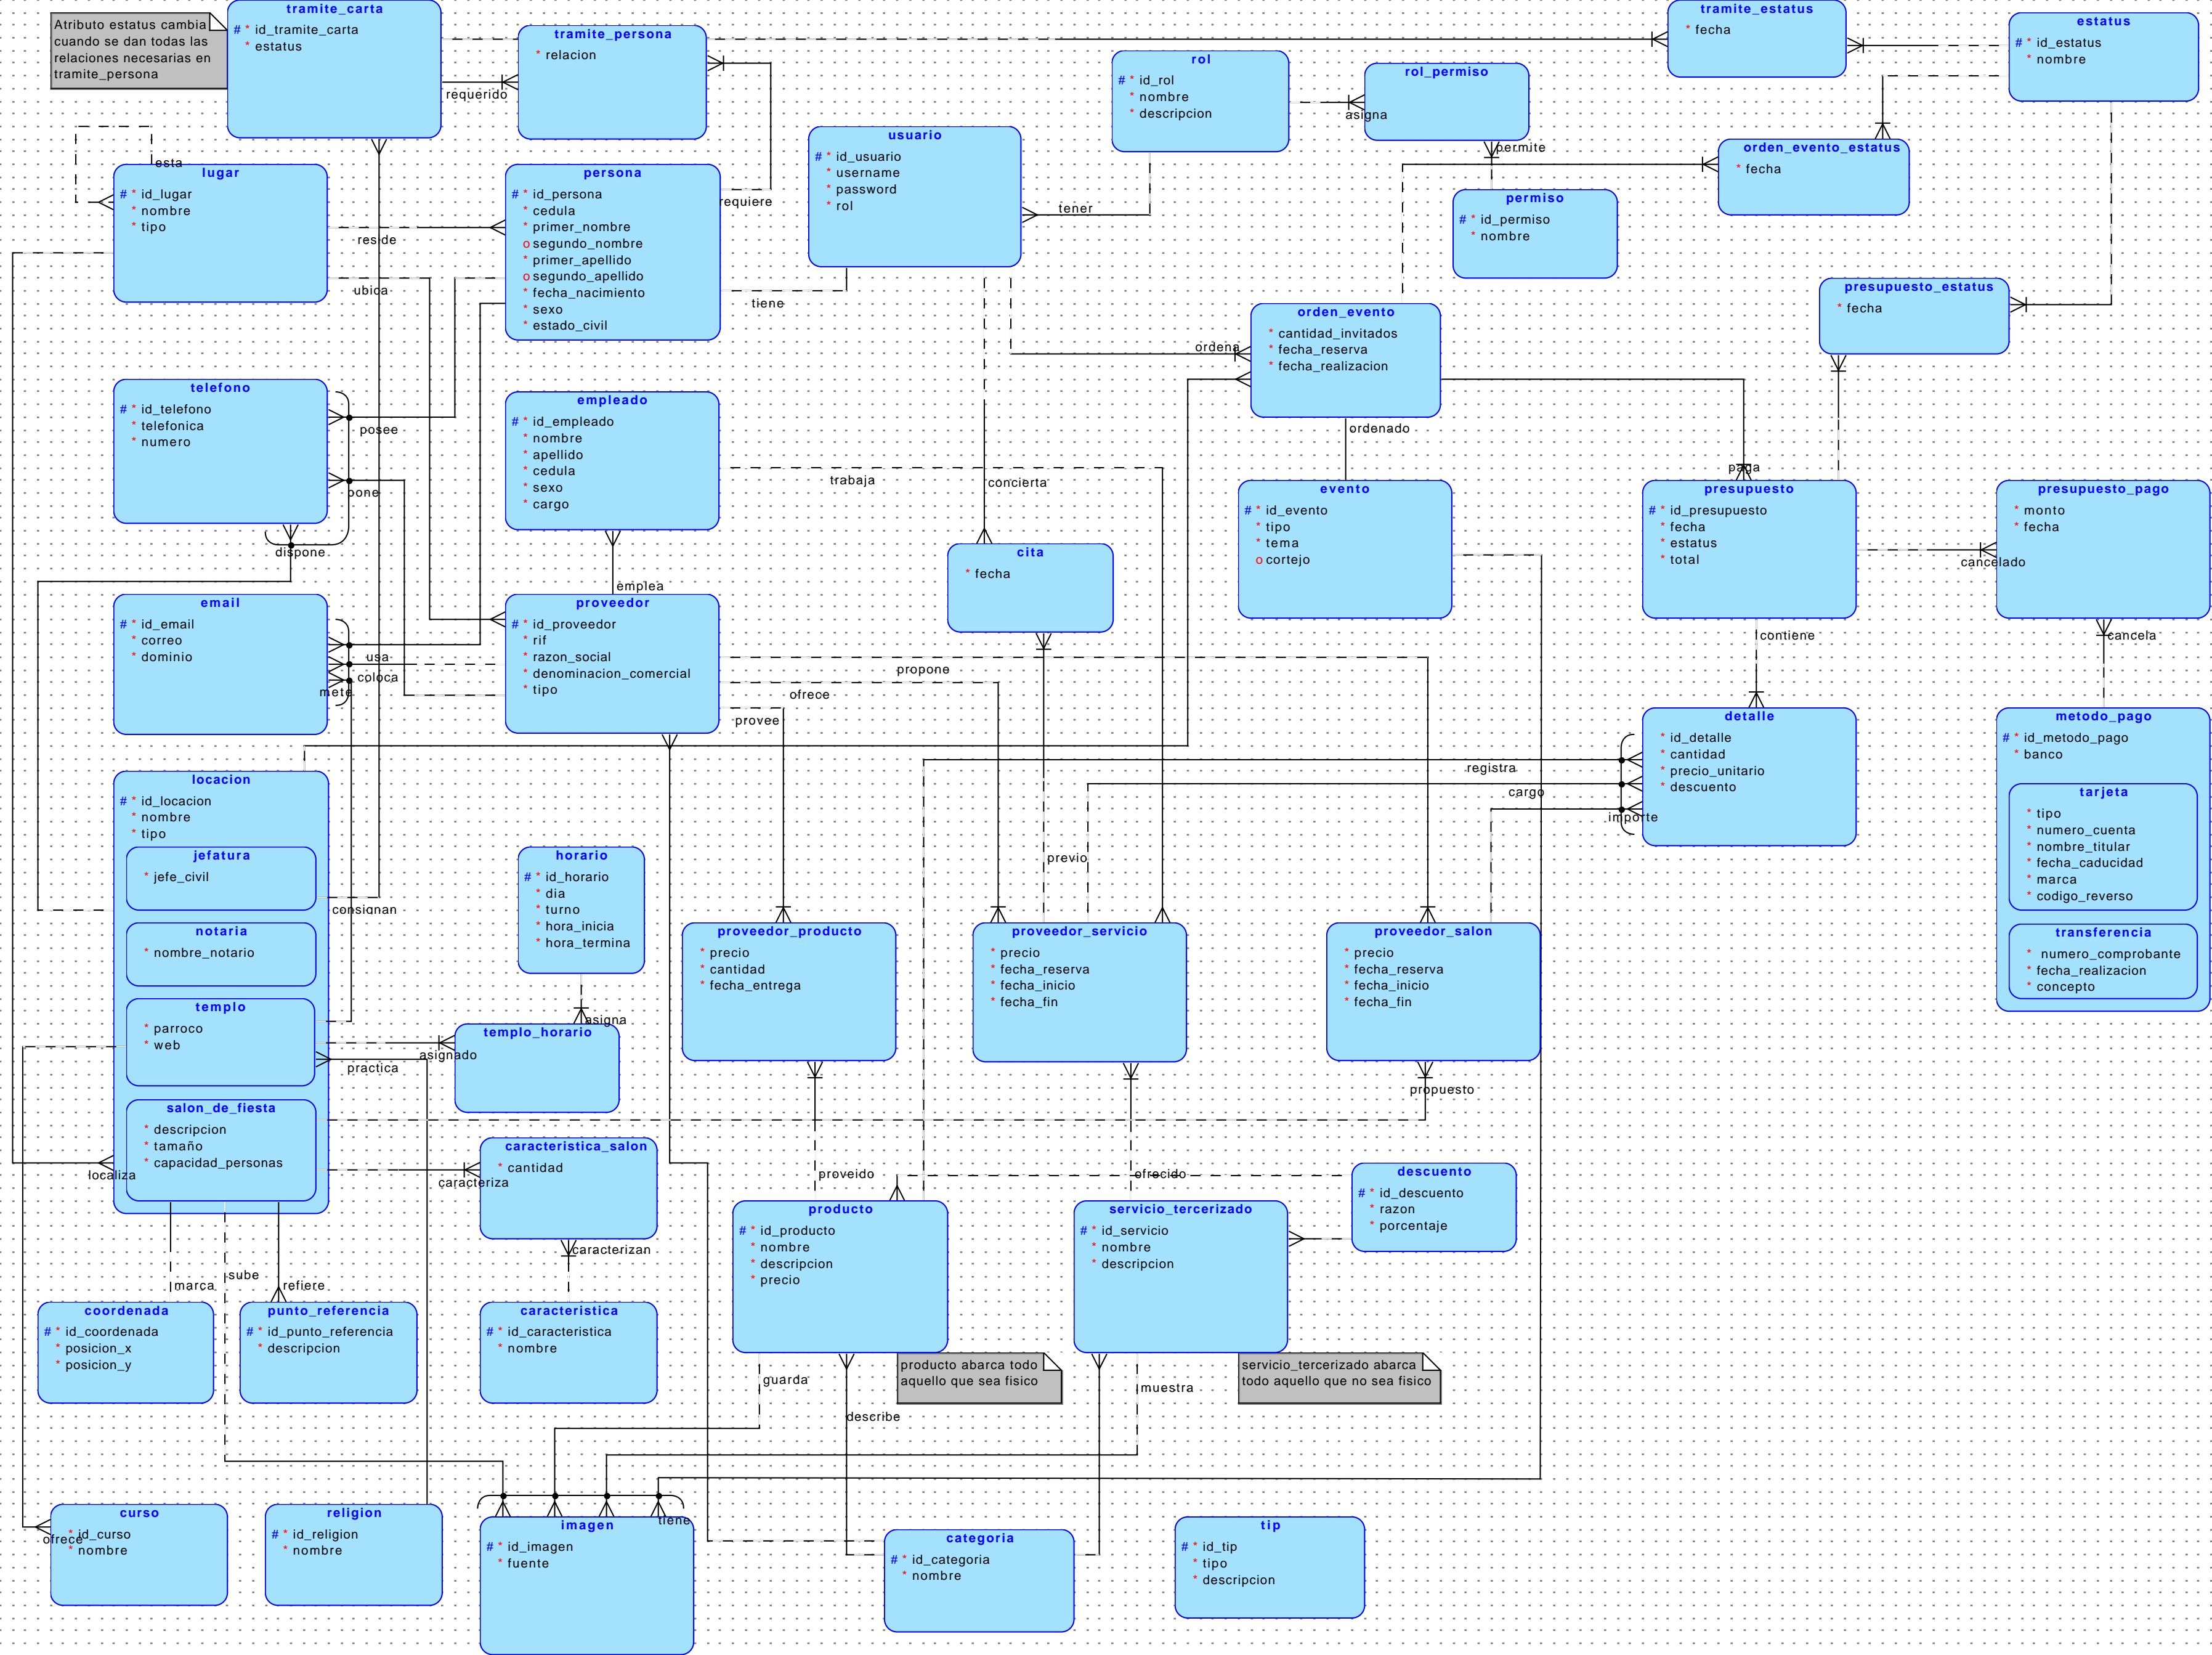 Atributo estatus cambia
cuando se dan todas las
relaciones necesarias en
tramite_persona
tramite_carta
# * id_tramite_carta
* estatus
tramite_persona
* relacion
requerido
rol
# * id_rol
* nombre
* descripcion
rol_permiso
asigna
tramite_estatus
* fecha
estatus
# * id_estatus
* nombre
orden_evento_estatus
* fecha
permite
permiso
# * id_permiso
* nombre
esta
lugar
# * id_lugar
* nombre
* tipo
reside
ubica
persona
# * id_persona
* cedula
* primer_nombre
o segundo_nombre
* primer_apellido
o segundo_apellido
* fecha_nacimiento
* sexo
* estado_civil
requiere
tiene
usuario
# * id_usuario
* username
* password
* rol
tener
presupuesto_estatus
* fecha
orden_evento
* cantidad_invitados
* fecha_reserva
* fecha_realizacion
ordena
ordenado
paga
telefono
# * id_telefono
* telefonica
* numero
posee
pone
dispone
empleado
# * id_empleado
* nombre
* apellido
* cedula
* sexo
* cargo
trabaja
concierta
emplea
cita
* fecha
evento
# * id_evento
* tipo
* tema
o cortejo
presupuesto
# * id_presupuesto
* fecha
* estatus
* total
cancelado
presupuesto_pago
* monto
* fecha
contiene
cancela
email
# * id_email
* correo
* dominio
usa
coloca
mete
proveedor
# * id_proveedor
* rif
* razon_social
* denominacion_comercial
* tipo
propone
ofrece
provee
detalle
* id_detalle
* cantidad
* precio_unitario
* descuento
registra
cargo
importe
metodo_pago
# * id_metodo_pago
* banco
tarjeta
* tipo
* numero_cuenta
* nombre_titular
* fecha_caducidad
* marca
* codigo_reverso
transferencia
* numero_comprobante
* fecha_realizacion
* concepto
locacion
# * id_locacion
* nombre
* tipo
jefatura
* jefe_civil
consignan
notaria
* nombre_notario
templo
* parroco
* web
salon_de_fiesta
* descripcion
* tamaño
* capacidad_personas
localiza
horario
# * id_horario
* dia
* turno
* hora_inicia
* hora_termina
asigna
templo_horario
asignado
practica
previo
proveedor_producto
* precio
* cantidad
* fecha_entrega
proveedor_servicio
* precio
* fecha_reserva
* fecha_inicio
* fecha_fin
proveedor_salon
* precio
* fecha_reserva
* fecha_inicio
* fecha_fin
propuesto
caracteristica_salon
* cantidad
caracteriza
caracterizan
proveido
ofrecido
descuento
# * id_descuento
* razon
* porcentaje
producto
# * id_producto
* nombre
* descripcion
* precio
servicio_tercerizado
# * id_servicio
* nombre
* descripcion
marca
sube
refiere
coordenada
# * id_coordenada
* posicion_x
* posicion_y
punto_referencia
# * id_punto_referencia
* descripcion
caracteristica
# * id_caracteristica
* nombre
guarda
producto abarca todo
aquello que sea fisico
muestra
servicio_tercerizado abarca
todo aquello que no sea fisico
describe
curso
* id_curso
* nombre
ofrece
religion
# * id_religion
* nombre
tiene
imagen
# * id_imagen
* fuente
categoria
# * id_categoria
* nombre
tip
# * id_tip
* tipo
* descripcion